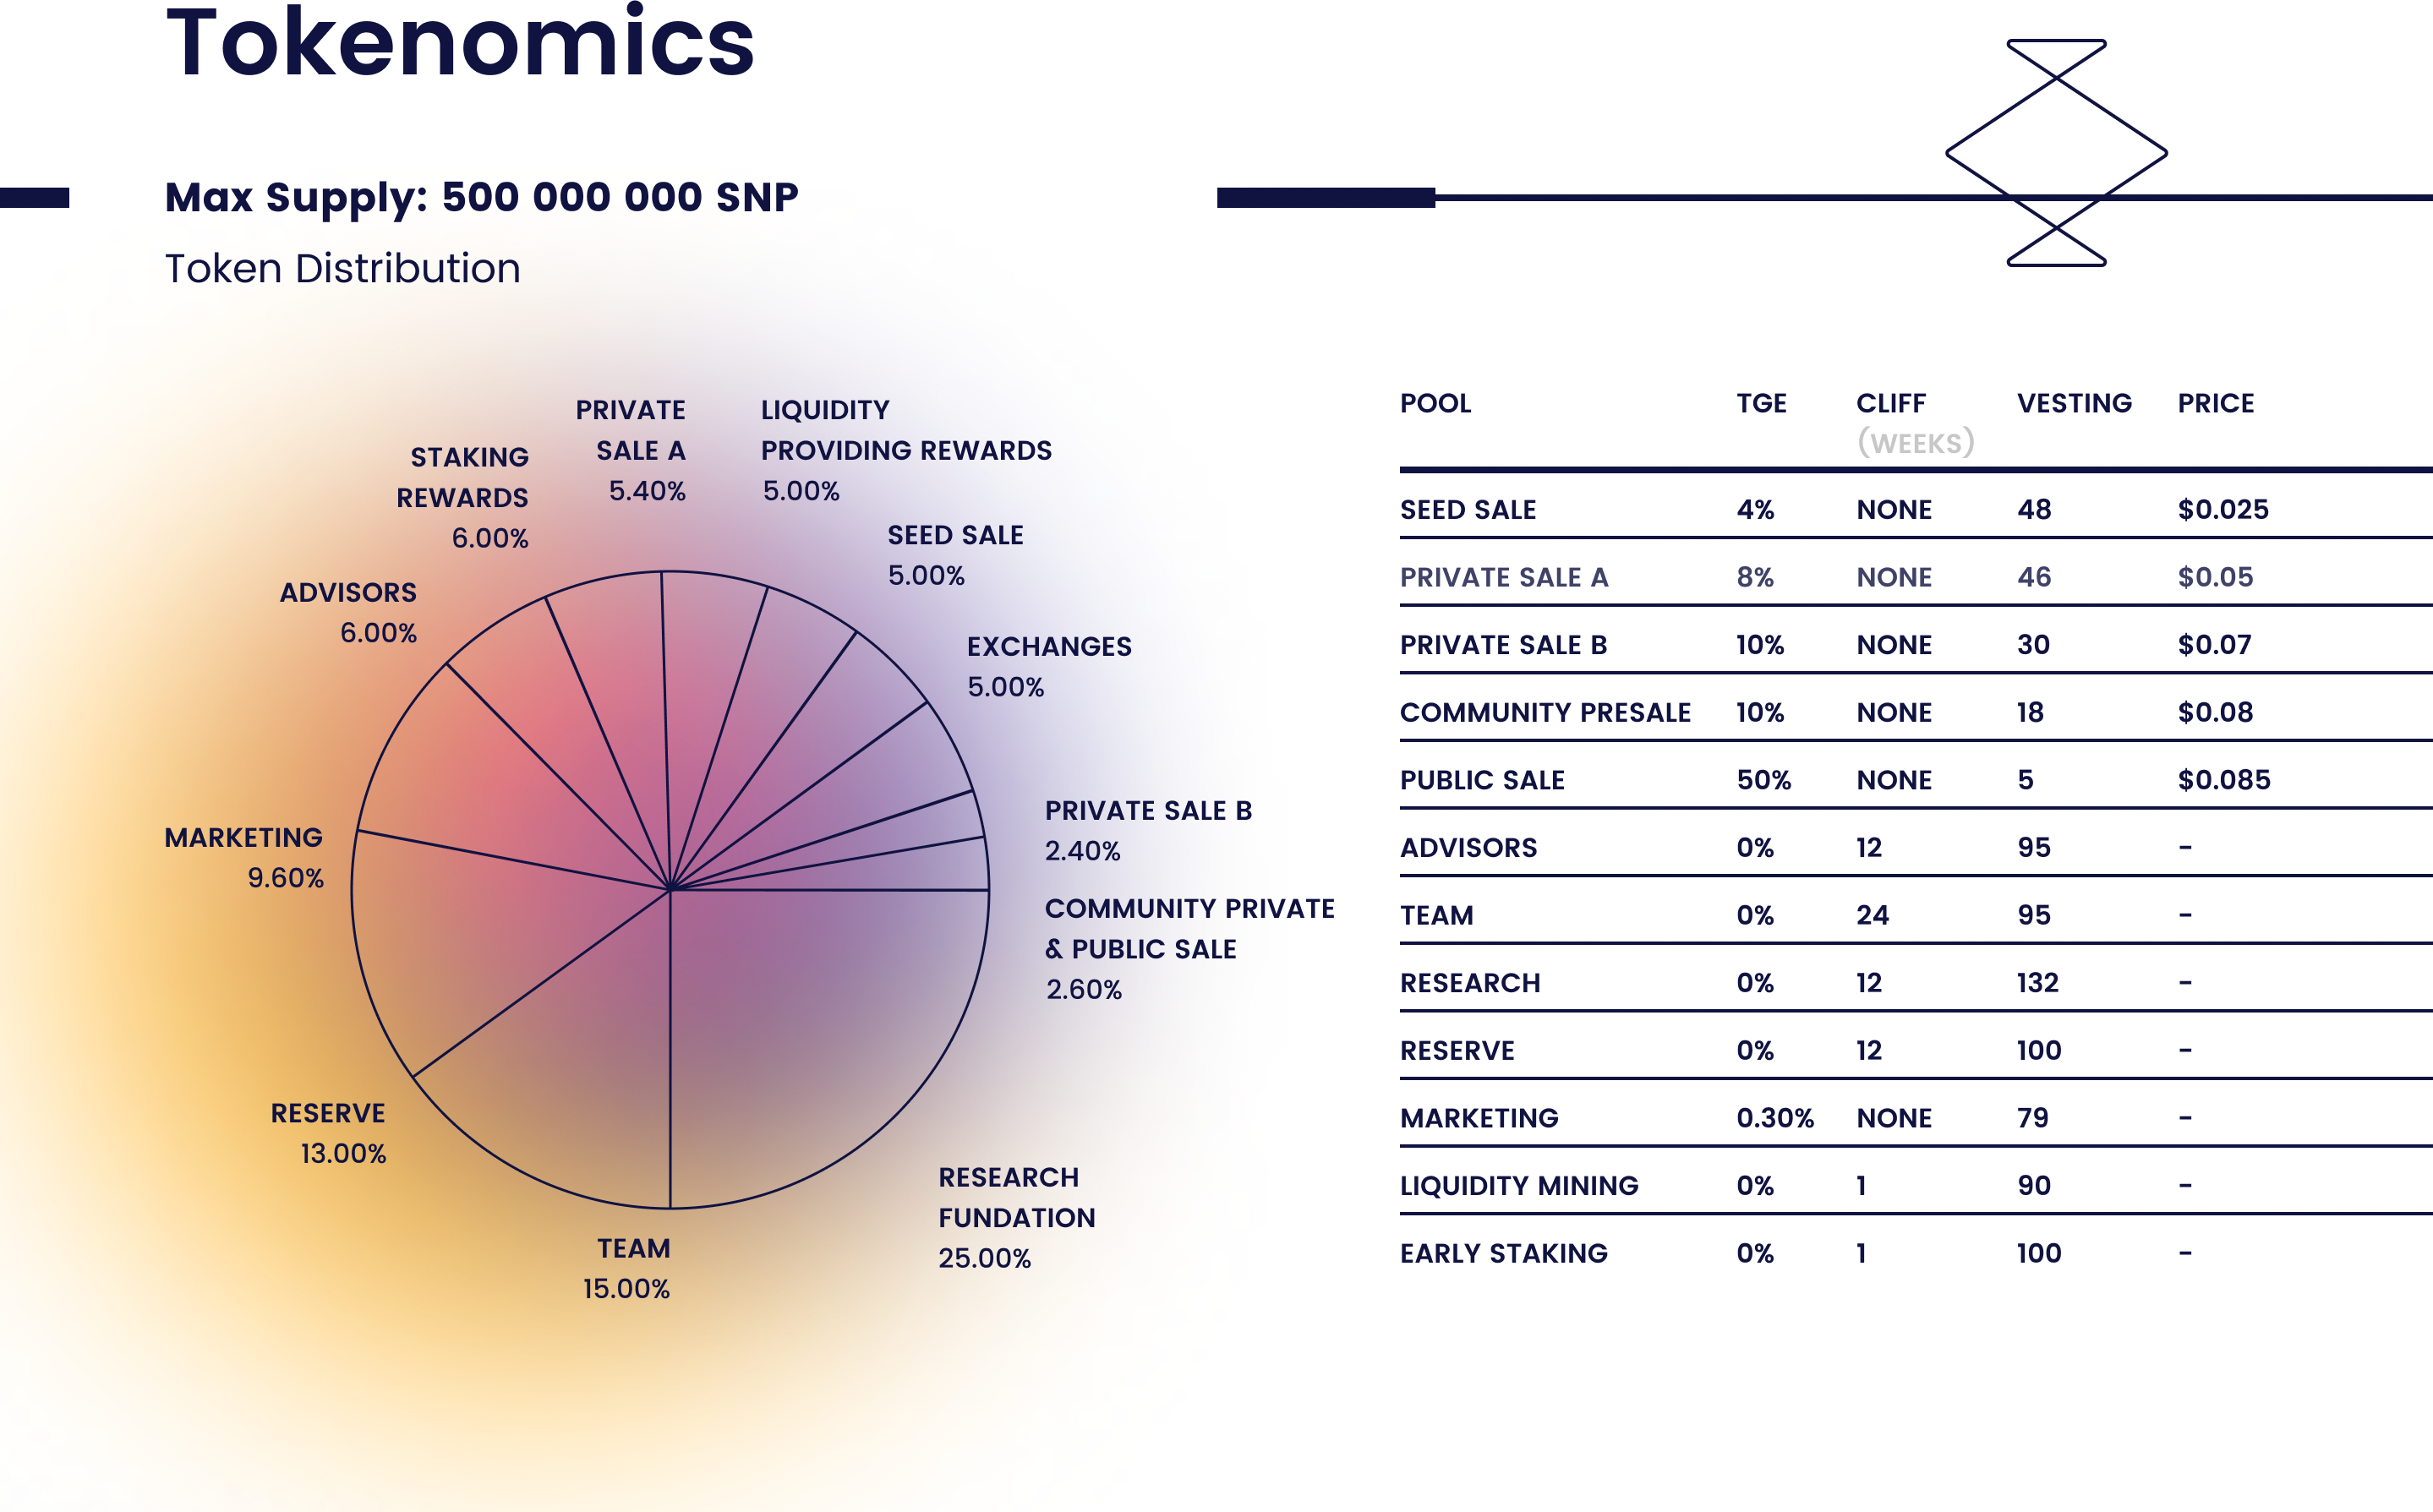 Tokenomics
Max Supply: 500 000 000 SNP
Token Distribution
PRIVATE
SALE A
5.40%
LIQUIDITY
PROVIDING REWARDS
5.00%
STAKING
REWARDS
6.00%
SEED SALE
5.00%
ADVISORS
6.00%
EXCHANGES
5.00%
MARKETING
9.60%
PRIVATE SALE B
2.40%
COMMUNITY PRIVATE
& PUBLIC SALE
2.60%
RESERVE
13.00%
RESEARCH
FUNDATION
25.00%
TEAM
15.00%
POOL TGE CLIFF VESTING PRICE
(WEEKS)
SEED SALE 4% NONE 48 $0.025
PRIVATE SALE A 8% NONE 46 $0.05
PRIVATE SALE B 10% NONE 30 $0.07
COMMUNITY PRESALE 10% NONE 18 $0.08
PUBLIC SALE 50% NONE 5 $0.085
ADVISORS 0% 12 95 -
TEAM 0% 24 95 -
RESEARCH 0% 12 132 -
RESERVE 0% 12 100 -
MARKETING 0.30% NONE 79 -
LIQUIDITY MINING 0% 1 90 -
EARLY STAKING 0% 1 100 -